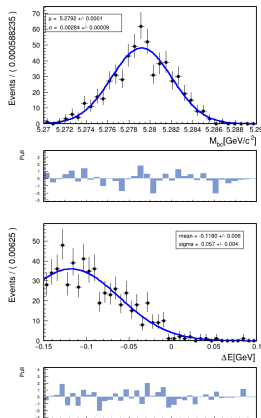 Events / ( 0.000588235 )
70
60
50
40
30
20
10
0
μ = 5.2792 +/- 0.0001
σ = 0.00284 +/- 0.00009
5.27 5.272 5.274 5.276 5.278 5.28 5.282 5.284 5.286 5.288 5.29
M_bc[GeV/c²]
Pull
Events / ( 0.00625 )
50
40
30
20
10
0
mean = -0.1180 +/- 0.006
sigma = 0.057 +/- 0.004
-0.15 -0.1 -0.05 0 0.05 0.1
ΔE[GeV]
Pull